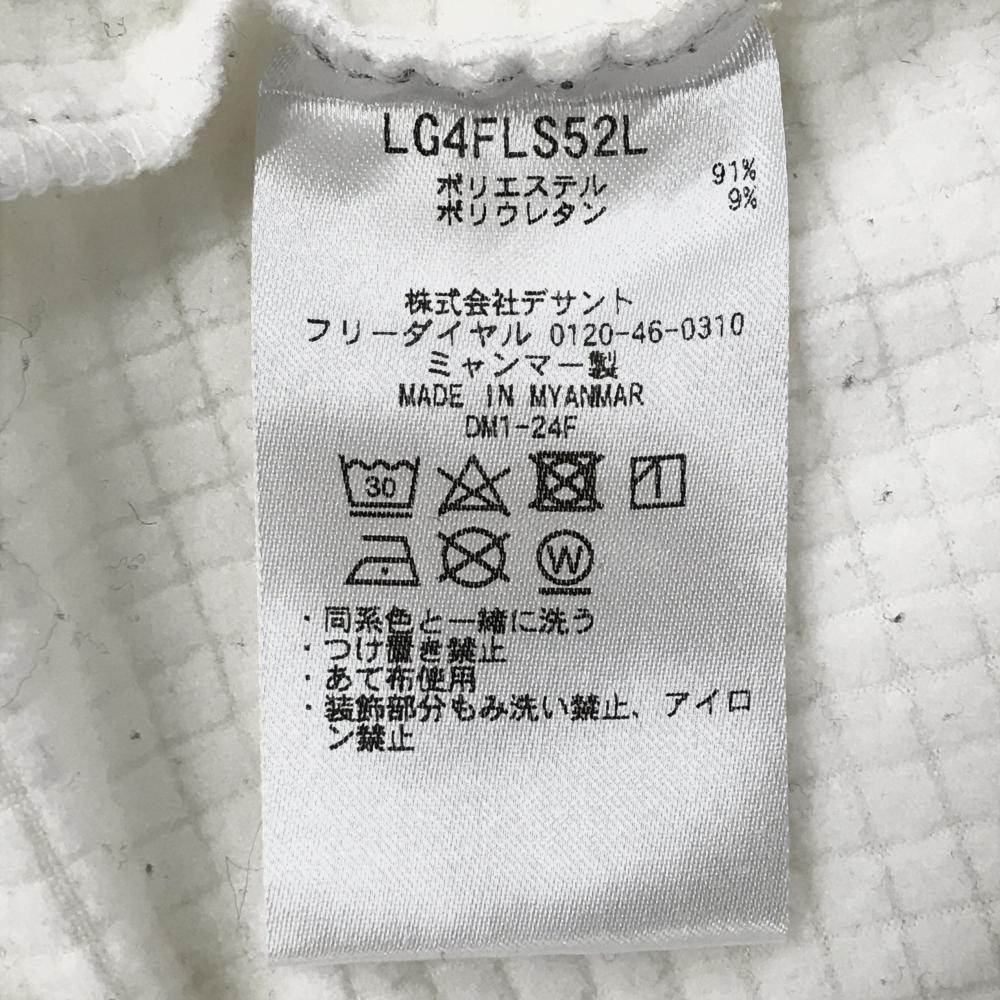 LG4FLS52L
ポリエステル 91%
ポリウレタン 9%
株式会社デサント
フリーダイヤル 0120-46-0310
ミャンマー製
MADE IN MYANMAR
DM1-24F
30
W
・同系色と一緒に洗う
・つけ置き禁止
・あて布使用
・装飾部分もみ洗い禁止、アイロ
ン禁止